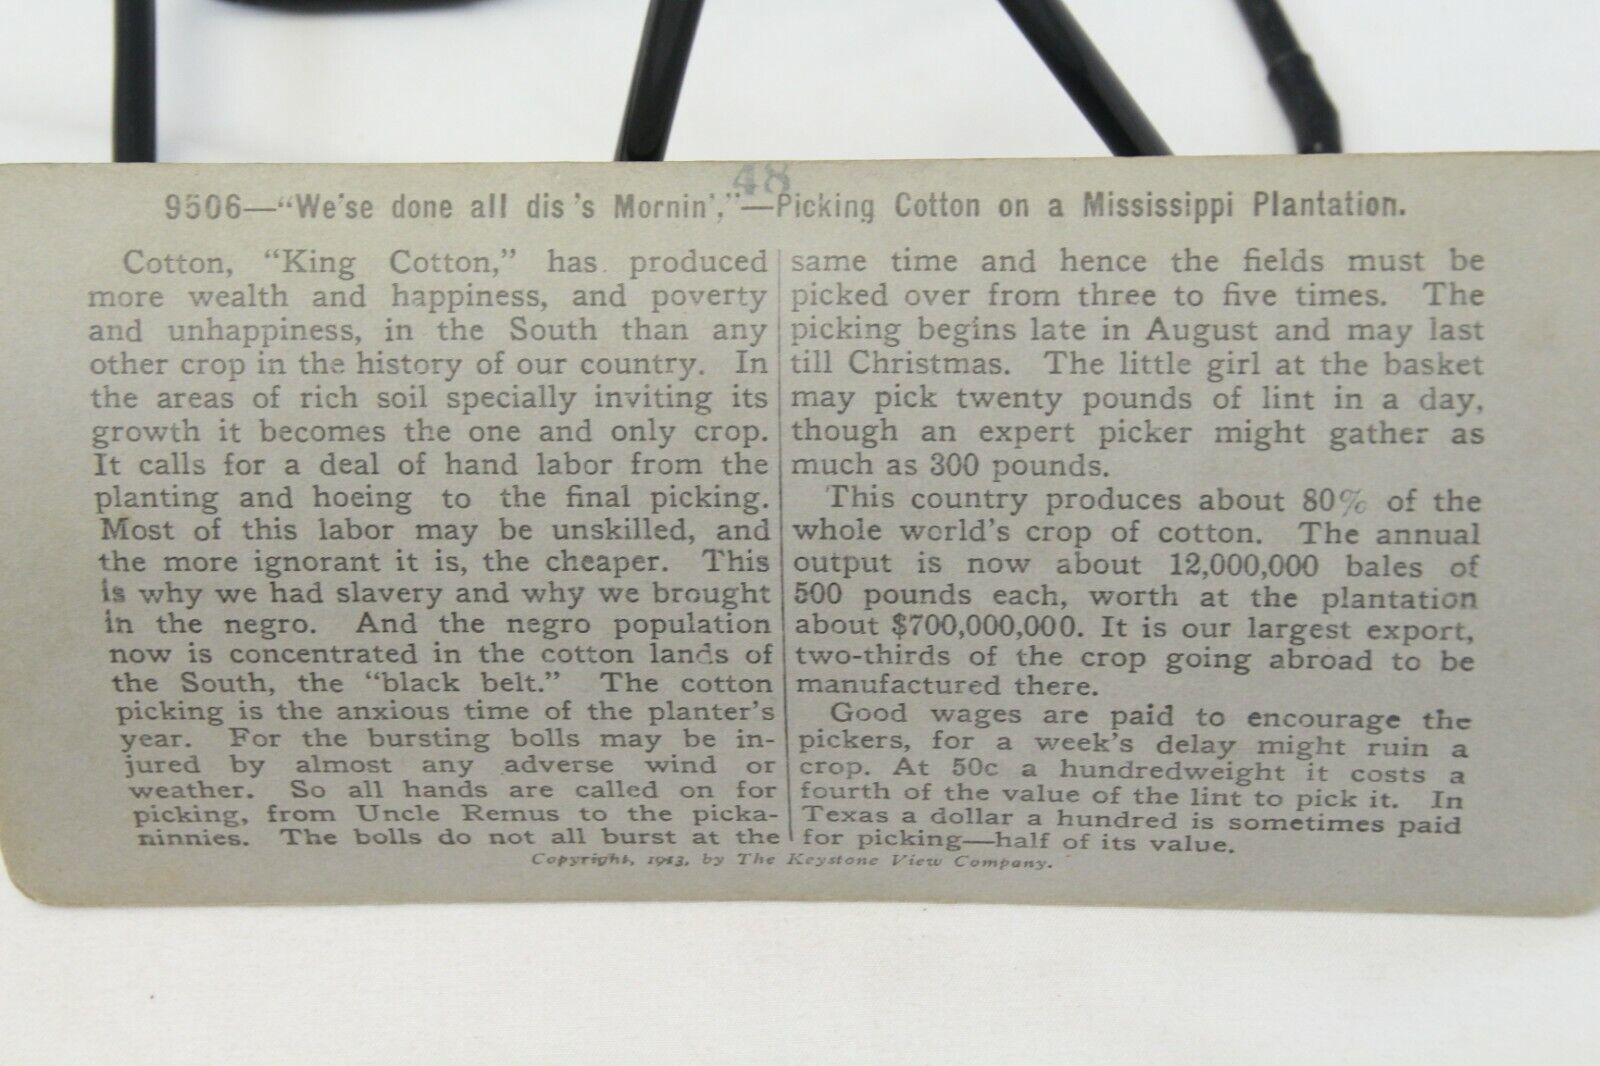 48
9506—"We'se done all dis 's Mornin',"—Picking Cotton on a Mississippi Plantation.
Cotton, "King Cotton," has produced
more wealth and happiness, and poverty
and unhappiness, in the South than any
other crop in the history of our country. In
the areas of rich soil specially inviting its
growth it becomes the one and only crop.
It calls for a deal of hand labor from the
planting and hoeing to the final picking.
Most of this labor may be unskilled, and
the more ignorant it is, the cheaper. This
is why we had slavery and why we brought
in the negro. And the negro population
now is concentrated in the cotton lands of
the South, the "black belt." The cotton
picking is the anxious time of the planter's
year. For the bursting bolls may be in-
jured by almost any adverse wind or
weather. So all hands are called on for
picking, from Uncle Remus to the picka-
ninnies. The bolls do not all burst at the
same time and hence the fields must be
picked over from three to five times. The
picking begins late in August and may last
till Christmas. The little girl at the basket
may pick twenty pounds of lint in a day,
though an expert picker might gather as
much as 300 pounds.
This country produces about 80% of the
whole world's crop of cotton. The annual
output is now about 12,000,000 bales of
500 pounds each, worth at the plantation
about $700,000,000. It is our largest export,
two-thirds of the crop going abroad to be
manufactured there.
Good wages are paid to encourage the
pickers, for a week's delay might ruin a
crop. At 50c a hundredweight it costs a
fourth of the value of the lint to pick it. In
Texas a dollar a hundred is sometimes paid
for picking—half of its value.
Copyright, 1913, by The Keystone View Company.